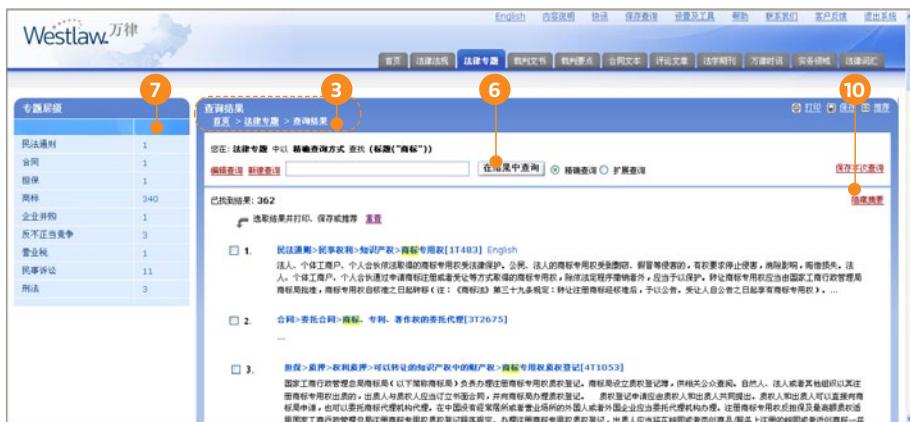 English 内容说明 快讯 保存查询 设置及工具 帮助 联系我们 客户反馈 退出系统
Westlaw 万律
首页 法律法规 法律专题 裁判文书 裁判要点 合同文本 评论文章 法学期刊 万律时讯 实务领域 法律词汇
7 3 6 10
专题层级
查询结果
打印 保存 推荐
首页 > 法律专题 > 查询结果
民法通则 1
合同 1
担保 1
商标 340
企业并购 1
反不正当竞争 3
营业税 1
民事诉讼 11
刑法 3
您在: 法律专题 中以 精确查询方式 查找 (标题("商标"))
编辑查询 新建查询 在结果中查询 精确查询 扩展查询 保存本次查询
已找到结果: 362 隐藏摘要
选取结果并打印、保存或推荐 重置
1. 民法通则>民事权利>知识产权>商标专用权[1T483] English
法人、个体工商户、个人合伙依法取得的商标专用权受法律保护。公民、法人的商标专用权受到剽窃、假冒等侵害的，有权要求停止侵害，消除影响，赔偿损失。法
人、个体工商户、个人合伙通过申请商标注册或者受让等方式取得的商标专用权，除依法定程序撤销者外，应当予以保护。转让商标专用权应当由国家工商行政管理局
商标局批准，商标专用权自核准之日起转移（注：《商标法》第三十九条规定：转让注册商标经核准后，予以公告。受让人自公告之日起享有商标专用权）。...
2. 合同>委托合同>商标、专利、著作权的委托代理[3T2675]
...
3. 担保>质押>权利质押>可以转让的知识产权中的财产权>商标专用权质权登记[4T1053]
国家工商行政管理总局商标局（以下简称商标局）负责办理注册商标专用权质权登记。商标局设立质权登记簿，供相关公众查阅。自然人、法人或者其他组织以其注
册商标专用权出质的，出质人与质权人应当订立书面合同，并向商标局办理质权登记。 质权登记申请应由质权人和出质人共同提出。质权人和出质人可以直接向商
标局申请，也可以委托商标代理机构代理。在中国没有经常居所或者营业场所的外国人或者外国企业应当委托代理机构办理。注册商标专用权反担保及最高额质权适